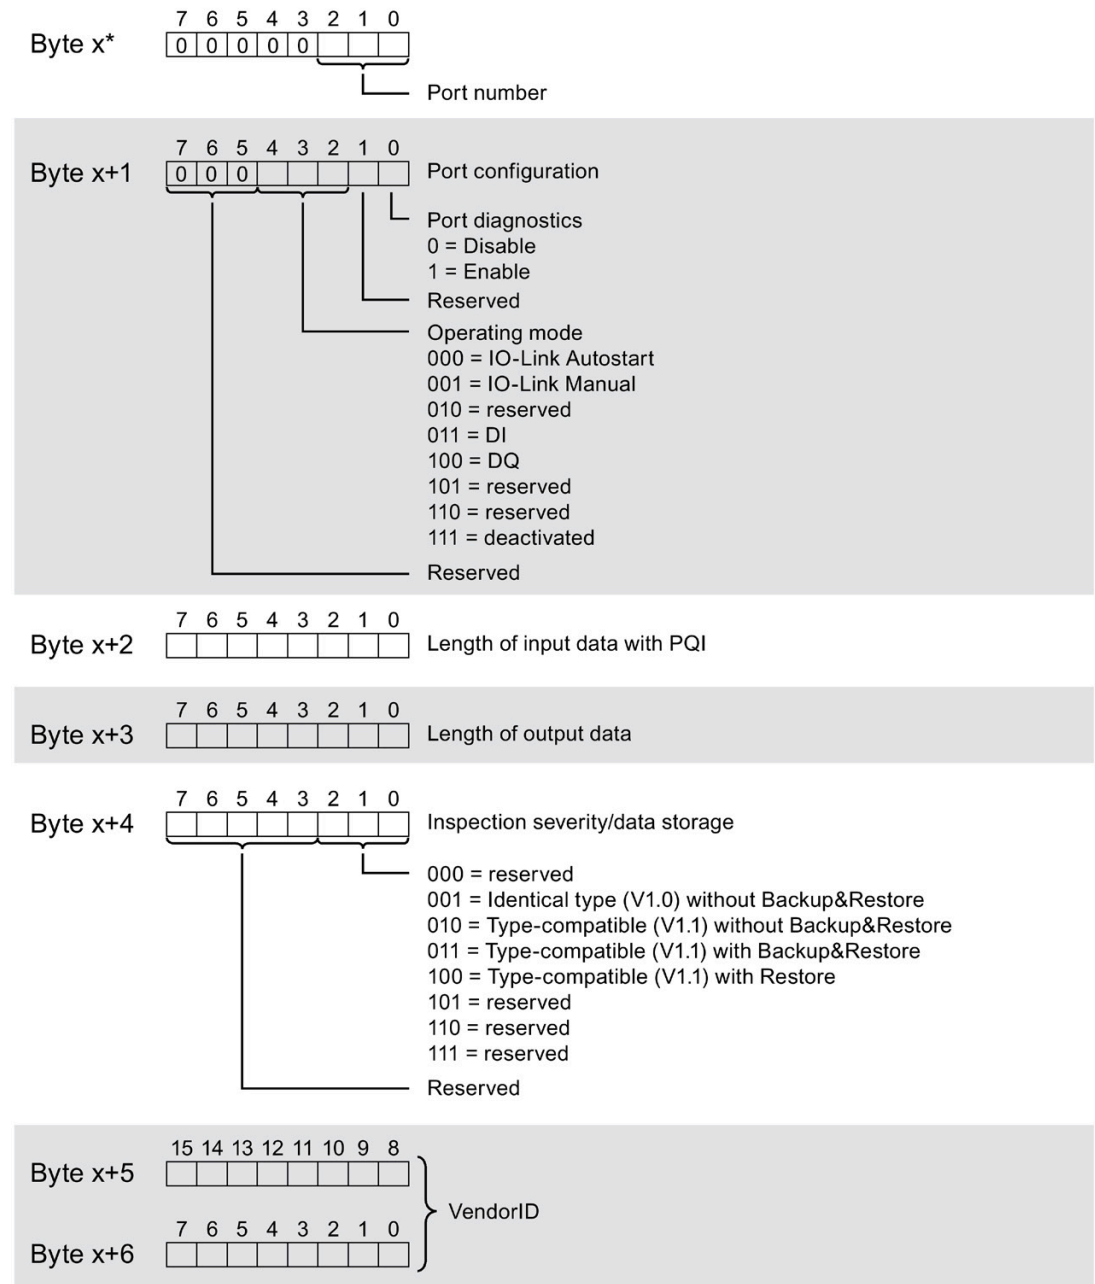 7 6 5 4 3 2 1 0
Byte x* 0 0 0 0 0
Port number
7 6 5 4 3 2 1 0
Byte x+1 0 0 0 Port configuration
Port diagnostics
0 = Disable
1 = Enable
Reserved
Operating mode
000 = IO-Link Autostart
001 = IO-Link Manual
010 = reserved
011 = DI
100 = DQ
101 = reserved
110 = reserved
111 = deactivated
Reserved
7 6 5 4 3 2 1 0
Byte x+2 Length of input data with PQI
7 6 5 4 3 2 1 0
Byte x+3 Length of output data
7 6 5 4 3 2 1 0
Byte x+4 Inspection severity/data storage
000 = reserved
001 = Identical type (V1.0) without Backup&Restore
010 = Type-compatible (V1.1) without Backup&Restore
011 = Type-compatible (V1.1) with Backup&Restore
100 = Type-compatible (V1.1) with Restore
101 = reserved
110 = reserved
111 = reserved
Reserved
15 14 13 12 11 10 9 8
Byte x+5
VendorID
7 6 5 4 3 2 1 0
Byte x+6